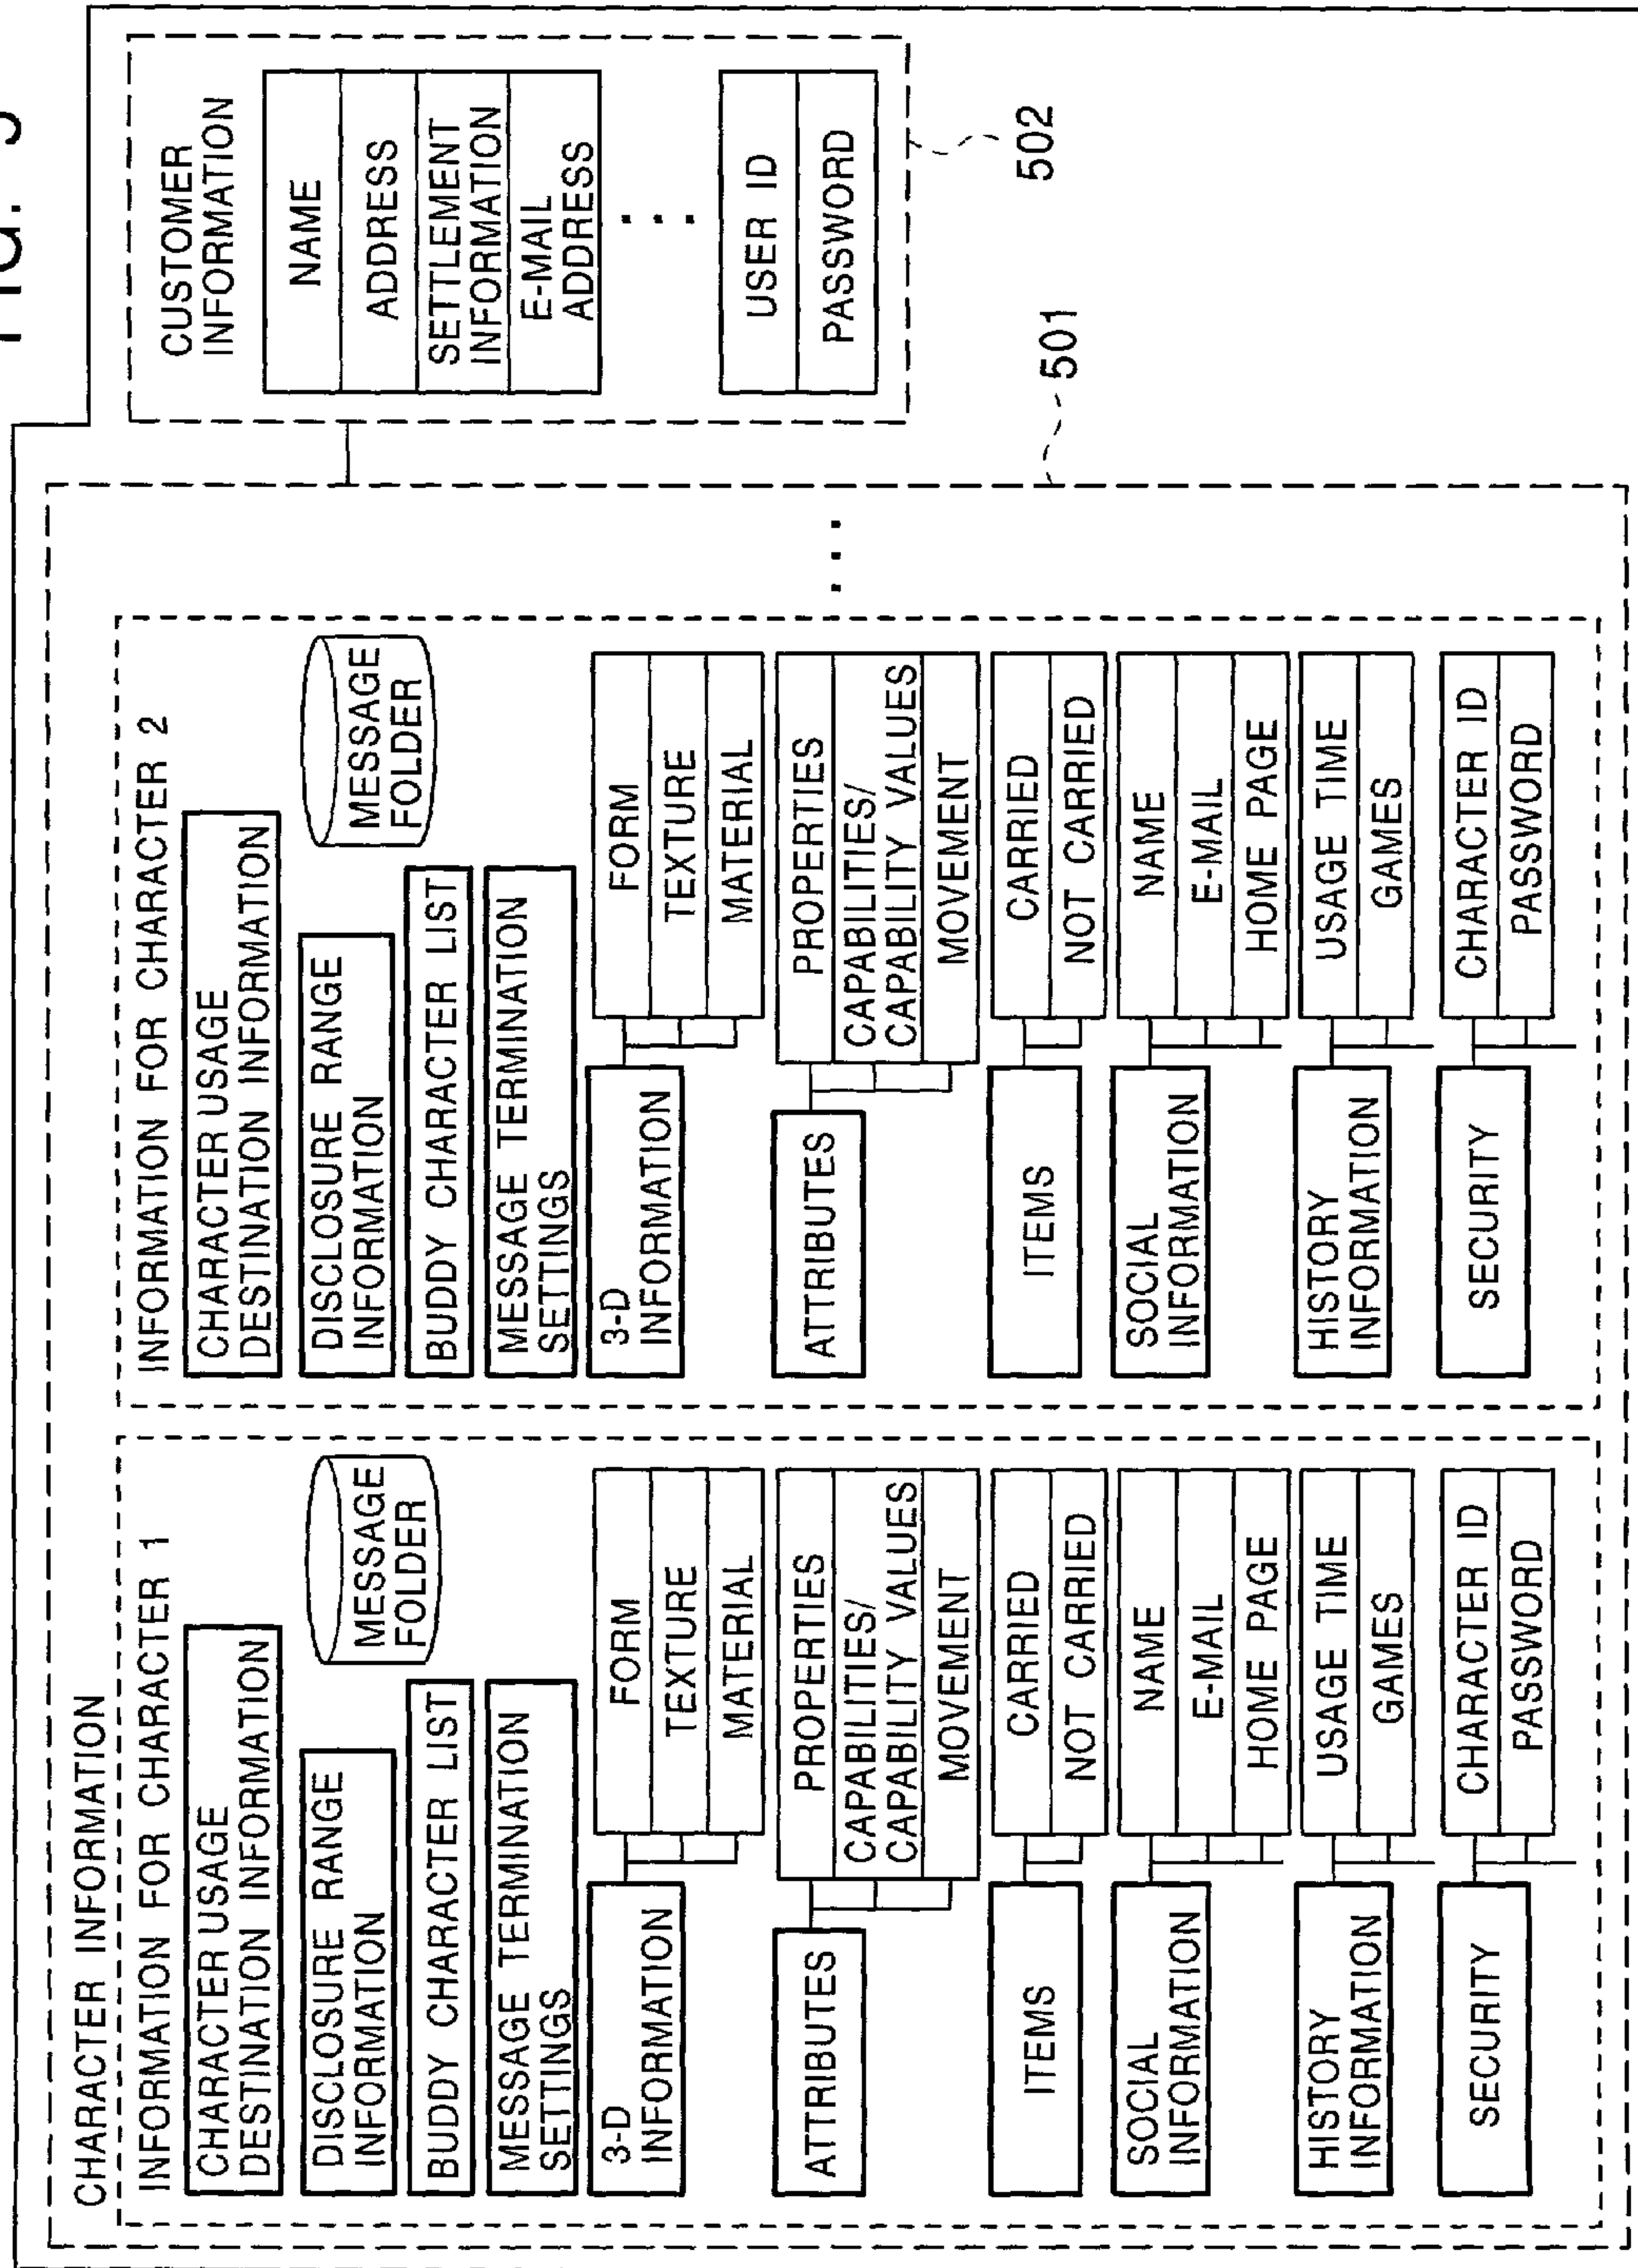 CHARACTER INFORMATION
INFORMATION FOR CHARACTER 1
CHARACTER USAGE
DESTINATION INFORMATION
DISCLOSURE RANGE
INFORMATION
MESSAGE
FOLDER
BUDDY CHARACTER LIST
MESSAGE TERMINATION
SETTINGS
3-D
INFORMATION
FORM
TEXTURE
MATERIAL
ATTRIBUTES
PROPERTIES
CAPABILITIES/
CAPABILITY VALUES
MOVEMENT
ITEMS
CARRIED
NOT CARRIED
SOCIAL
INFORMATION
NAME
E-MAIL
HOME PAGE
HISTORY
INFORMATION
USAGE TIME
GAMES
SECURITY
CHARACTER ID
PASSWORD
INFORMATION FOR CHARACTER 2
CHARACTER USAGE
DESTINATION INFORMATION
DISCLOSURE RANGE
INFORMATION
MESSAGE
FOLDER
BUDDY CHARACTER LIST
MESSAGE TERMINATION
SETTINGS
3-D
INFORMATION
FORM
TEXTURE
MATERIAL
ATTRIBUTES
PROPERTIES
CAPABILITIES/
CAPABILITY VALUES
MOVEMENT
ITEMS
CARRIED
NOT CARRIED
SOCIAL
INFORMATION
NAME
E-MAIL
HOME PAGE
HISTORY
INFORMATION
USAGE TIME
GAMES
SECURITY
CHARACTER ID
PASSWORD
...
501
CUSTOMER
INFORMATION
NAME
ADDRESS
SETTLEMENT
INFORMATION
E-MAIL
ADDRESS
...
USER ID
PASSWORD
502